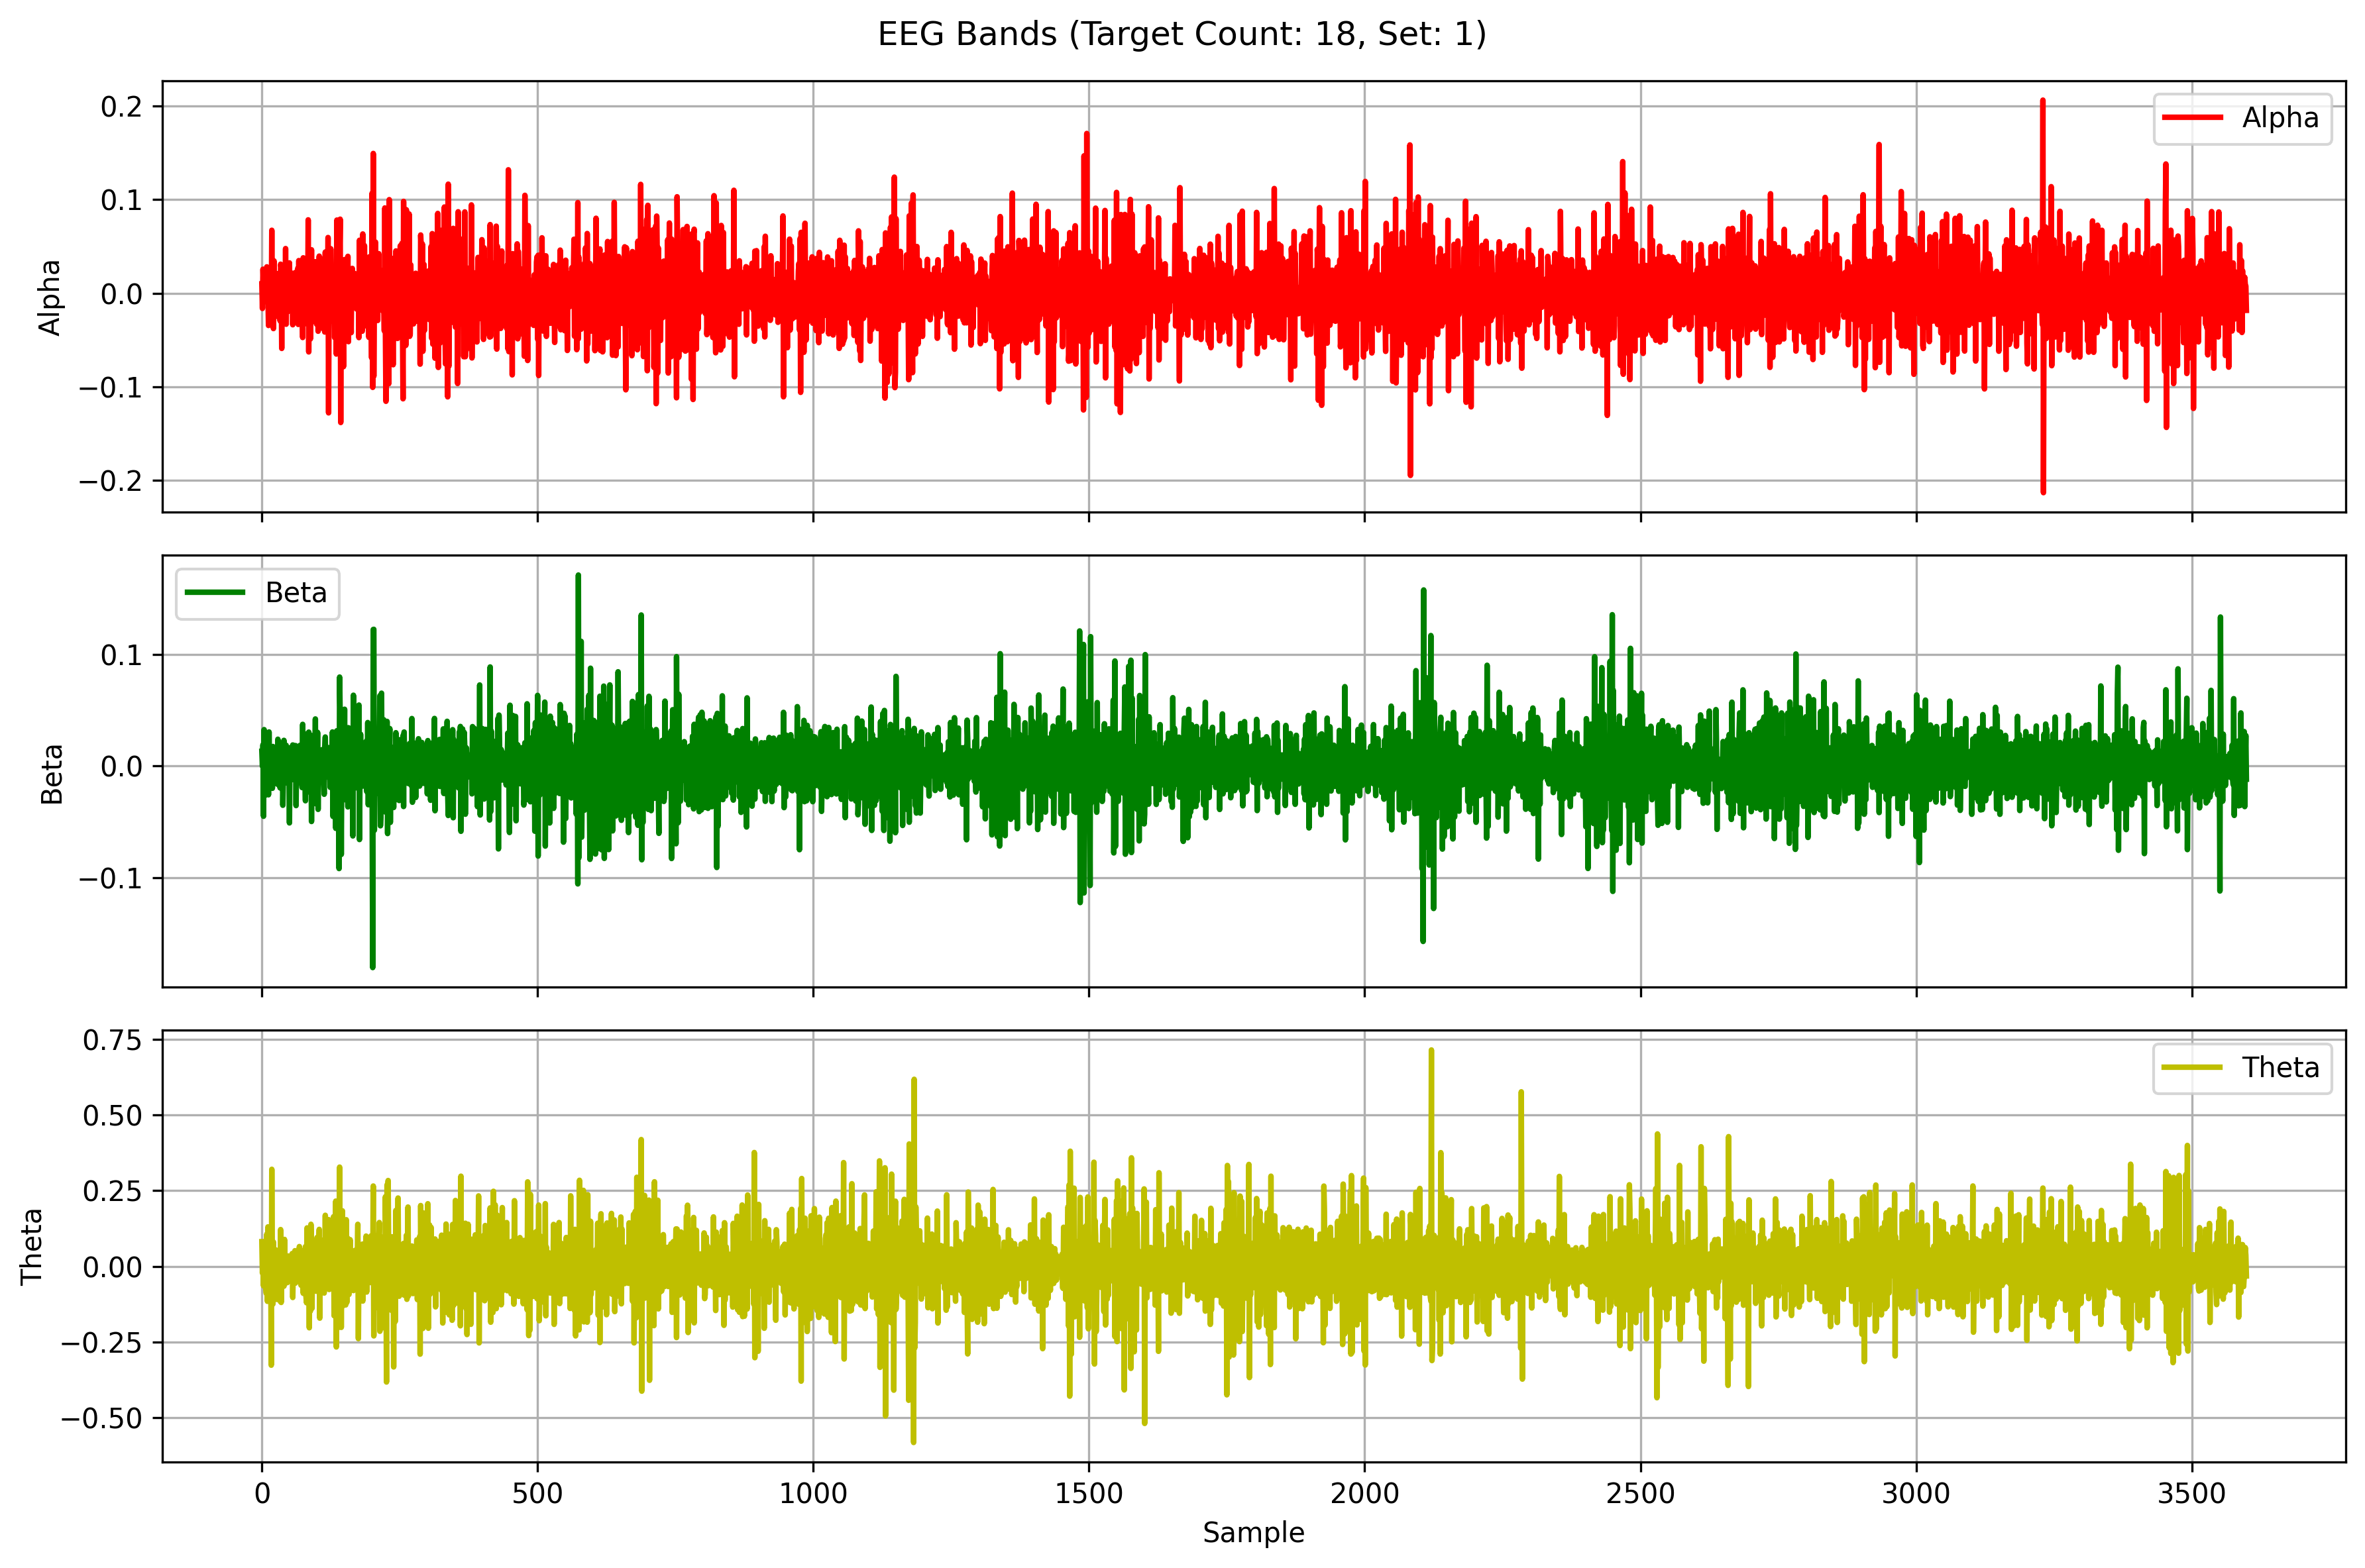 EEG Bands (Target Count: 18, Set: 1)
0.2
0.1
0.0
−0.1
−0.2
Alpha
Alpha
0.1
0.0
−0.1
Beta
Beta
0.75
0.50
0.25
0.00
−0.25
−0.50
Theta
Theta
0 500 1000 1500 2000 2500 3000 3500
Sample